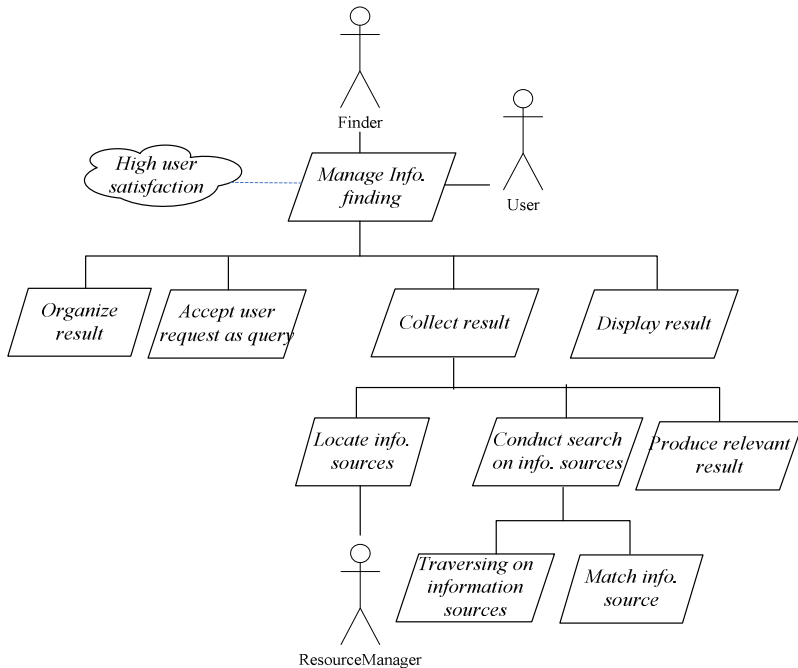 Finder
User
High user
satisfaction
Manage Info.
finding
Organize
result
Accept user
request as query
Collect result
Display result
Locate info.
sources
Conduct search
on info. sources
Produce relevant
result
Traversing on
information
sources
Match info.
source
ResourceManager